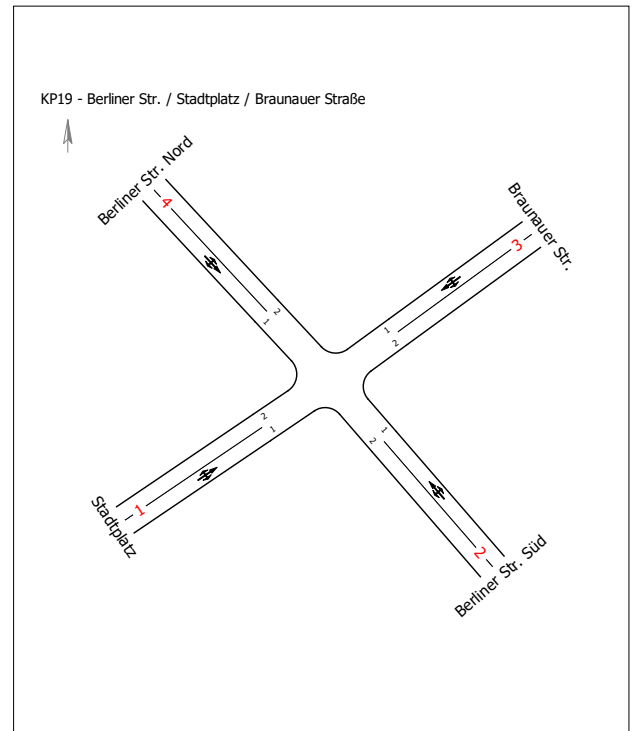 KP19 - Berliner Str. / Stadtplatz / Braunauer Straße
Berliner Str. Nord
4
Braunauer Str.
3
2
1
1
2
2
1
1
2
Stadtplatz
1
Berliner Str. Süd
2